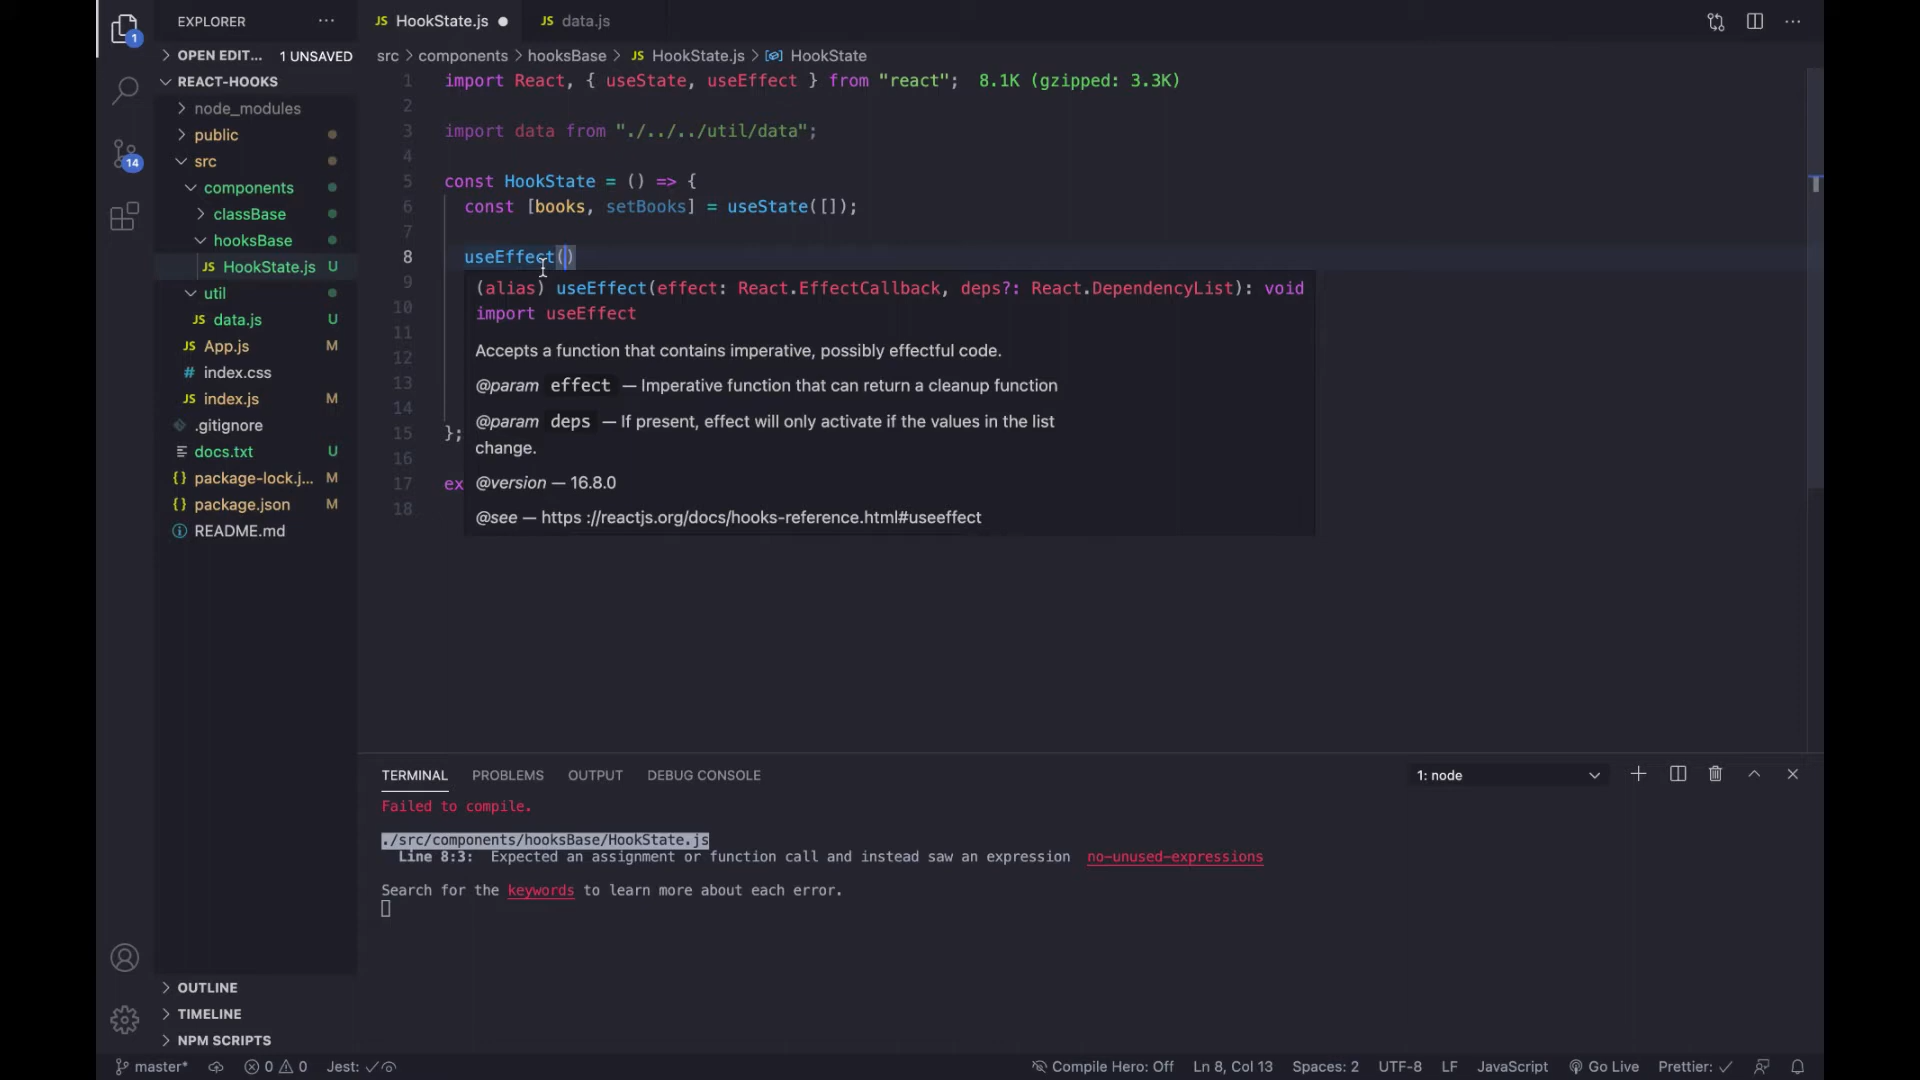 EXPLORER
1
14
OPEN EDIT... 1 UNSAVED
REACT-HOOKS
node_modules
public
src
components
classBase
hooksBase
JS HookState.js U
util
JS data.js U
JS App.js M
# index.css
JS index.js M
.gitignore
docs.txt U
{} package-lock.j... M
{} package.json M
README.md
OUTLINE
TIMELINE
NPM SCRIPTS
JS HookState.js
JS data.js
src > components > hooksBase > JS HookState.js > HookState
1 import React, { useState, useEffect } from "react"; 8.1K (gzipped: 3.3K)
2
3 import data from "./../../util/data";
4
5 const HookState = () => {
6 const [books, setBooks] = useState([]);
7
8 useEffect()
9
10
11
12
13
14
15 };
16
17 ex
18
(alias) useEffect(effect: React.EffectCallback, deps?: React.DependencyList): void
import useEffect
Accepts a function that contains imperative, possibly effectful code.
@param effect — Imperative function that can return a cleanup function
@param deps — If present, effect will only activate if the values in the list
change.
@version — 16.8.0
@see — https ://reactjs.org/docs/hooks-reference.html#useeffect
TERMINAL PROBLEMS OUTPUT DEBUG CONSOLE 1: node
Failed to compile.
./src/components/hooksBase/HookState.js
Line 8:3: Expected an assignment or function call and instead saw an expression no-unused-expressions
Search for the keywords to learn more about each error.
master* 0 0 Jest: Compile Hero: Off Ln 8, Col 13 Spaces: 2 UTF-8 LF JavaScript Go Live Prettier: